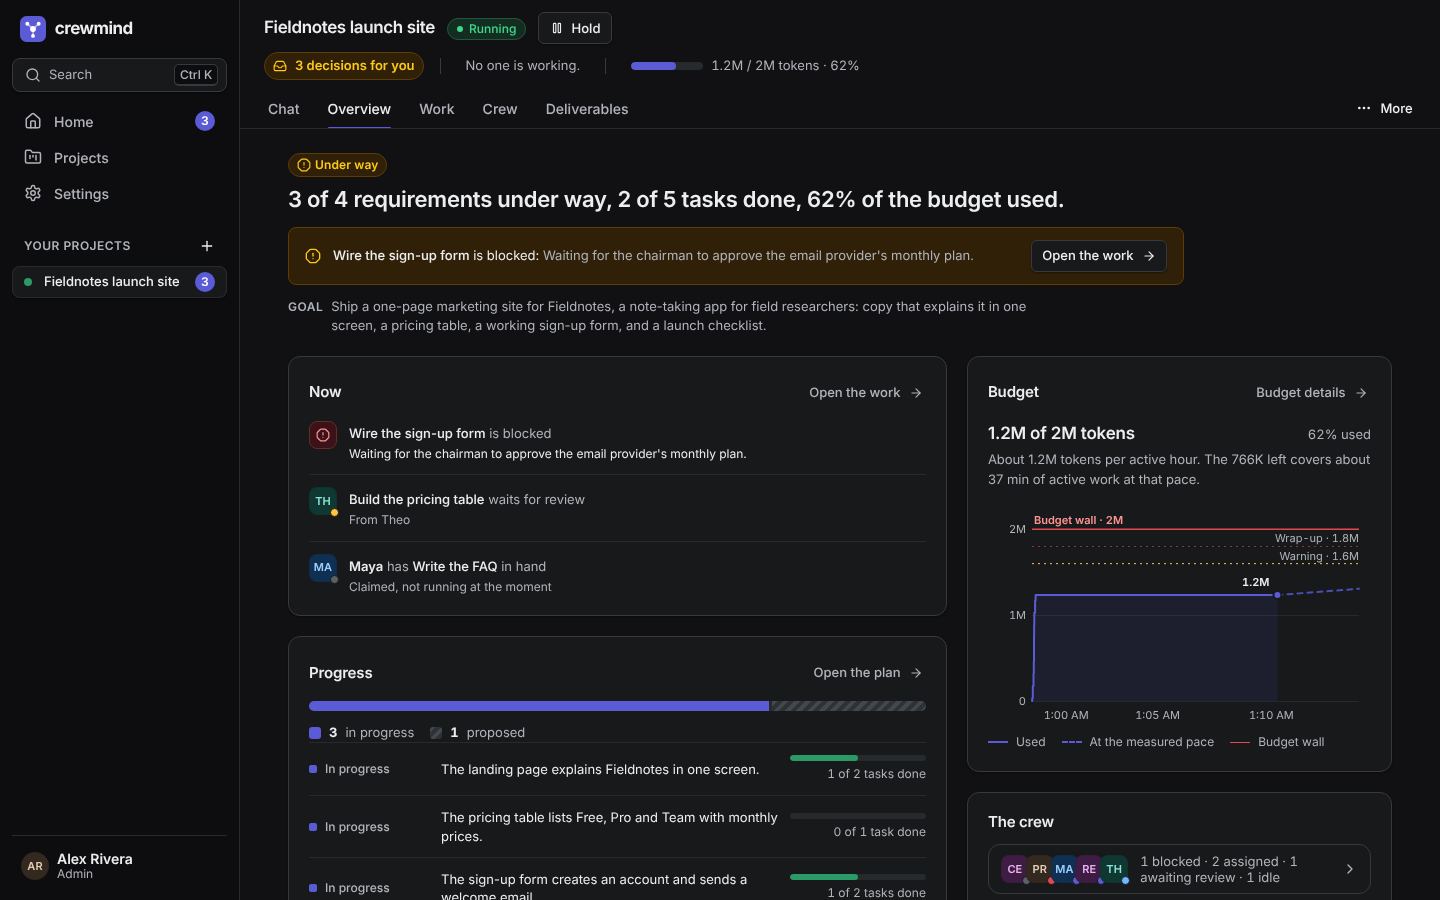 crewmind
Search
Ctrl K
Home
3
Projects
Settings
YOUR PROJECTS
Fieldnotes launch site
3
AR
Alex Rivera
Admin
Fieldnotes launch site
Running
Hold
3 decisions for you
No one is working.
1.2M / 2M tokens · 62%
Chat
Overview
Work
Crew
Deliverables
More
Under way
3 of 4 requirements under way, 2 of 5 tasks done, 62% of the budget used.
Wire the sign-up form is blocked: Waiting for the chairman to approve the email provider's monthly plan.
Open the work
GOAL
Ship a one-page marketing site for Fieldnotes, a note-taking app for field researchers: copy that explains it in one
screen, a pricing table, a working sign-up form, and a launch checklist.
Now
Open the work
Wire the sign-up form is blocked
Waiting for the chairman to approve the email provider's monthly plan.
TH
Build the pricing table waits for review
From Theo
MA
Maya has Write the FAQ in hand
Claimed, not running at the moment
Progress
Open the plan
3 in progress
1 proposed
In progress
The landing page explains Fieldnotes in one screen.
1 of 2 tasks done
In progress
The pricing table lists Free, Pro and Team with monthly
prices.
0 of 1 task done
In progress
The sign-up form creates an account and sends a
welcome email
1 of 2 tasks done
Budget
Budget details
1.2M of 2M tokens
62% used
About 1.2M tokens per active hour. The 766K left covers about
37 min of active work at that pace.
Budget wall · 2M
2M
Wrap-up · 1.8M
Warning · 1.6M
1.2M
1M
0
1:00 AM
1:05 AM
1:10 AM
Used
At the measured pace
Budget wall
The crew
CE
PR
MA
RE
TH
1 blocked · 2 assigned · 1
awaiting review · 1 idle